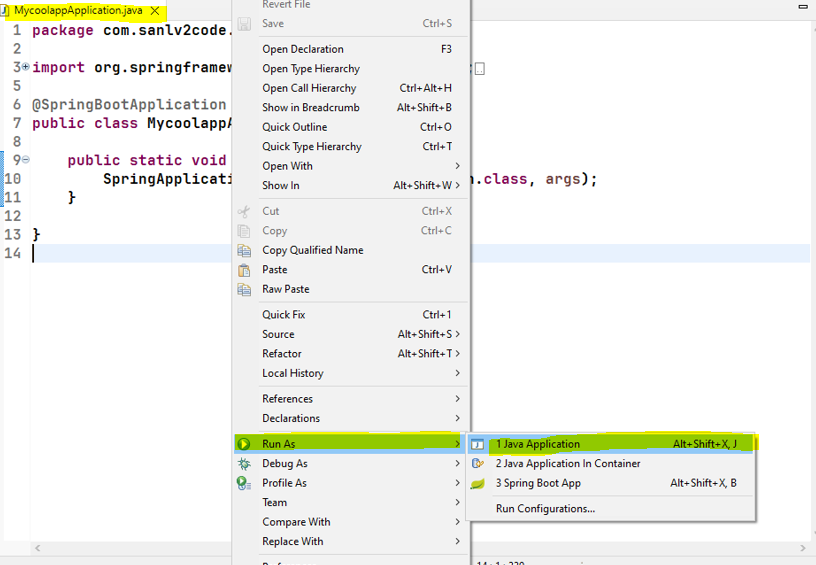 MycoolappApplication.java
1 package com.sanlv2code.
2
3 import org.springframew ;
5
6 @SpringBootApplication
7 public class MycoolappA
8
9 public static void
10 SpringApplicati n.class, args);
11 }
12
13 }
14
Revert File
Save Ctrl+S
Open Declaration F3
Open Type Hierarchy
Open Call Hierarchy Ctrl+Alt+H
Show in Breadcrumb Alt+Shift+B
Quick Outline Ctrl+O
Quick Type Hierarchy Ctrl+T
Open With
Show In Alt+Shift+W
Cut Ctrl+X
Copy Ctrl+C
Copy Qualified Name
Paste Ctrl+V
Raw Paste
Quick Fix Ctrl+1
Source Alt+Shift+S
Refactor Alt+Shift+T
Local History
References
Declarations
Run As
Debug As
Profile As
Team
Compare With
Replace With
1 Java Application Alt+Shift+X, J
2 Java Application In Container
3 Spring Boot App Alt+Shift+X, B
Run Configurations...